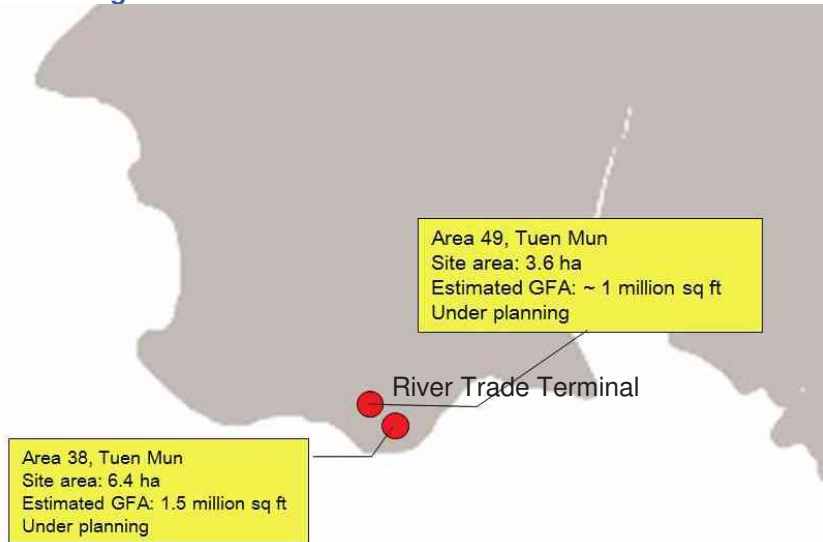 Area 49, Tuen Mun
Site area: 3.6 ha
Estimated GFA: ~ 1 million sq ft
Under planning
River Trade Terminal
Area 38, Tuen Mun
Site area: 6.4 ha
Estimated GFA: 1.5 million sq ft
Under planning